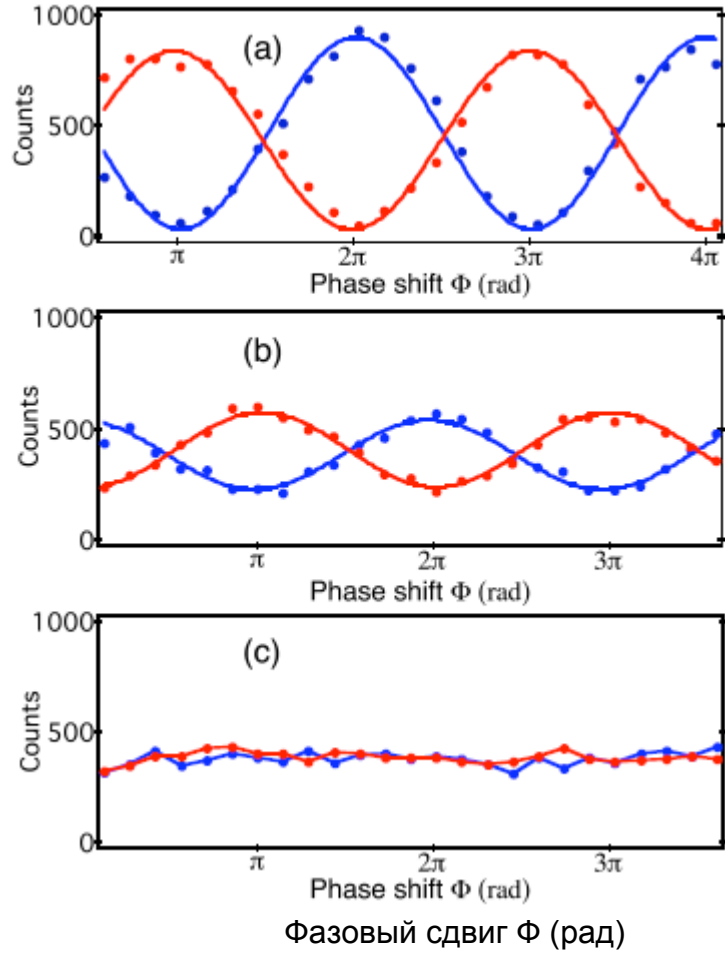 1000
(a)
Counts
500
0
π 2π 3π 4π
Phase shift Φ (rad)
1000
(b)
Counts
500
0
π 2π 3π
Phase shift Φ (rad)
1000
(c)
Counts
500
0
π 2π 3π
Phase shift Φ (rad)
Фазовый сдвиг Ф (рад)